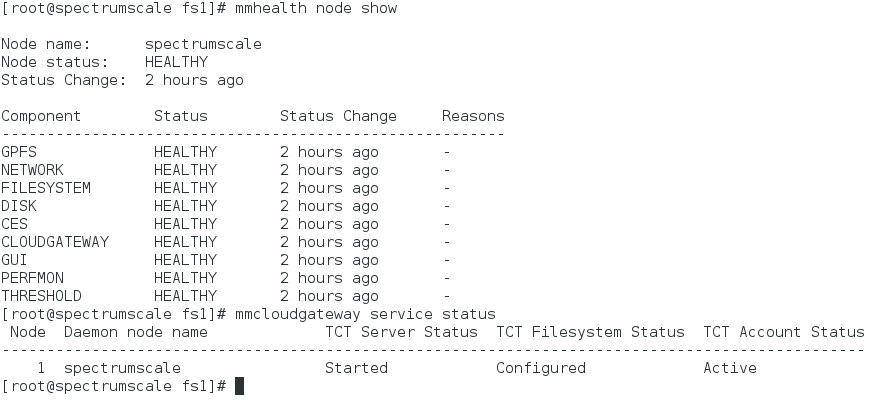 [root@spectrumscale fs1]# mmhealth node show
Node name:      spectrumscale
Node status:    HEALTHY
Status Change:  2 hours ago
Component        Status        Status Change     Reasons
--------------------------------------------------------
GPFS             HEALTHY       2 hours ago       -
NETWORK          HEALTHY       2 hours ago       -
FILESYSTEM       HEALTHY       2 hours ago       -
DISK             HEALTHY       2 hours ago       -
CES              HEALTHY       2 hours ago       -
CLOUDGATEWAY     HEALTHY       2 hours ago       -
GUI              HEALTHY       2 hours ago       -
PERFMON          HEALTHY       2 hours ago       -
THRESHOLD        HEALTHY       2 hours ago       -
[root@spectrumscale fs1]# mmcloudgateway service status
 Node  Daemon node name             TCT Server Status  TCT Filesystem Status  TCT Account Status
------------------------------------------------------------------------------------------------
    1  spectrumscale                Started            Configured             Active
[root@spectrumscale fs1]#